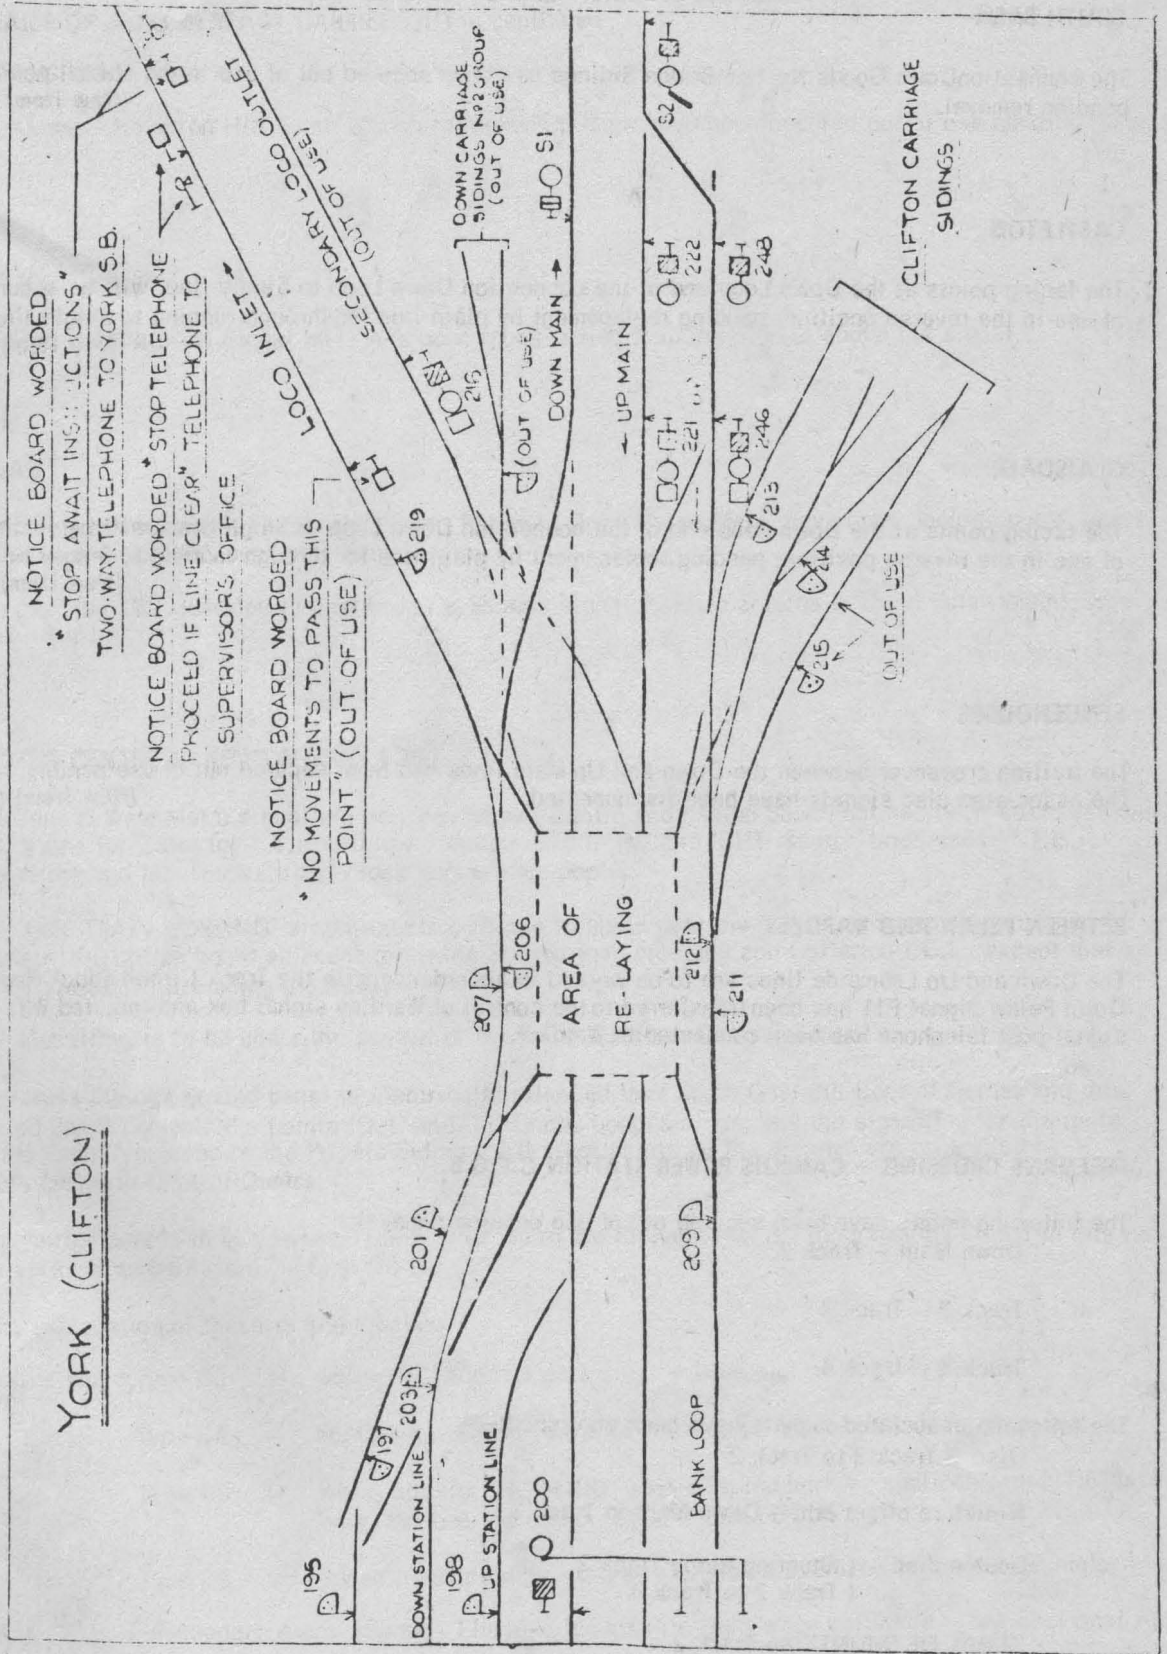 YORK (CLIFTON)
NOTICE BOARD WORDED
"STOP AWAIT INSTRUCTIONS"
TWO-WAY TELEPHONE TO YORK S.B.
NOTICE BOARD WORDED "STOP TELEPHONE
PROCEED IF LINE CLEAR" TELEPHONE TO
SUPERVISOR'S OFFICE
NOTICE BOARD WORDED
"NO MOVEMENTS TO PASS THIS
POINT" (OUT OF USE)
LOCO OUTLET
LOCO INLET
SECONDARY LOCO OUTLET
(OUT OF USE)
DOWN CARRIAGE
SIDINGS Nº2 GROUP
(OUT OF USE)
216
219
(OUT OF USE)
S1
DOWN MAN
UP MAIN
S2
222
248
221
246
CLIFTON CARRIAGE
SIDINGS
213
214
215
OUT OF USE
207
206
AREA OF
RE-LAYING
212
211
201
209
203
197
195
DOWN STATION LINE
198
UP STATION LINE
200
BANK LOOP